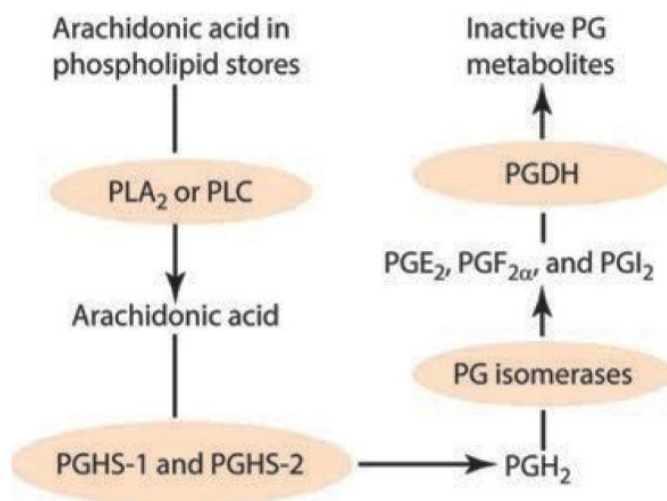 Arachidonic acid in
phospholipid stores
PLA₂ or PLC
Arachidonic acid
PGHS-1 and PGHS-2
PGH₂
PG isomerases
PGE₂, PGF₂α, and PGI₂
PGDH
Inactive PG
metabolites